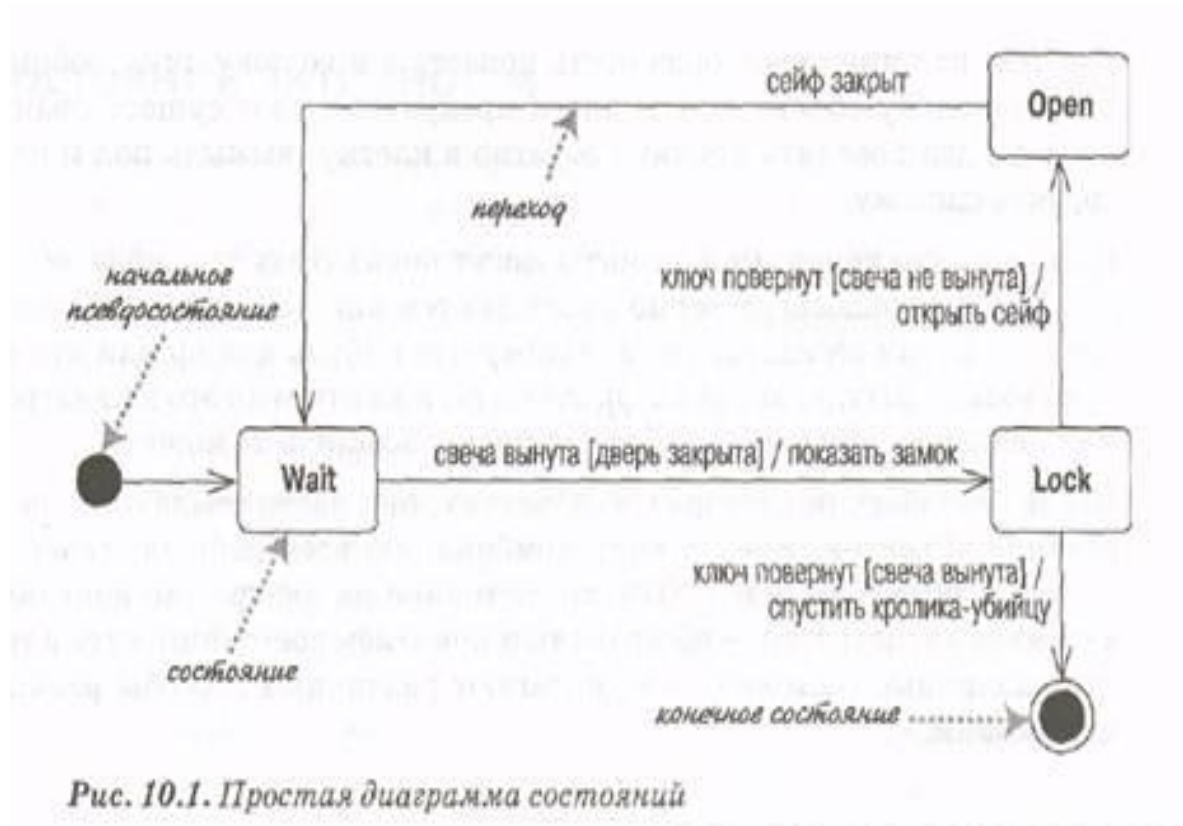 сейф закрыт
Open
переход
начальное
псевдосостояние
ключ повернут [свеча не вынута] /
открыть сейф
Wait
свеча вынута [дверь закрыта] / показать замок
Lock
ключ повернут [свеча вынута] /
спустить кролика-убийцу
состояние
конечное состояние
Рис. 10.1. Простая диаграмма состояний